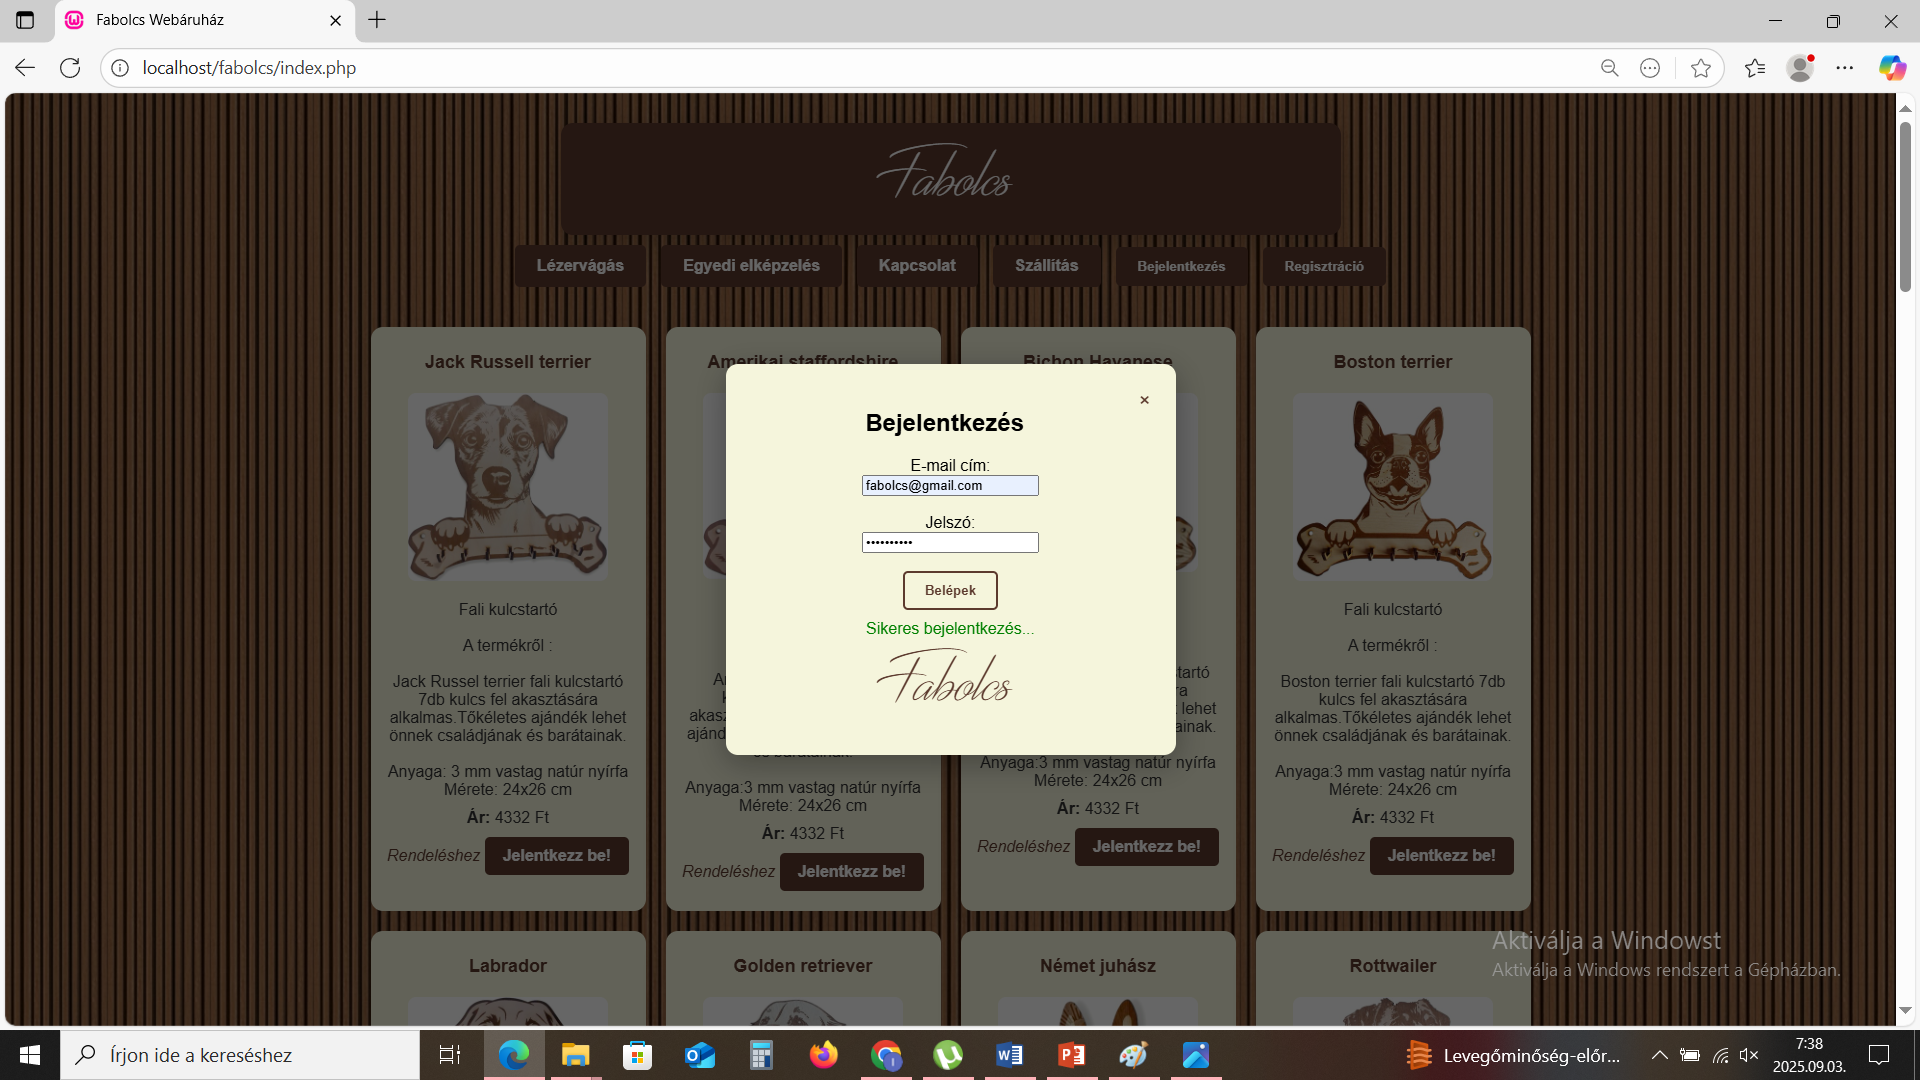 Fabolcs Webáruház
localhost/fabolcs/index.php
Fabolcs
Lézervágás
Egyedi elképzelés
Kapcsolat
Szállítás
Bejelentkezés
Regisztráció
Jack Russell terrier
Fali kulcstartó
A termékről :
Jack Russel terrier fali kulcstartó
7db kulcs fel akasztására
alkalmas.Tőkéletes ajándék lehet
önnek családjának és barátainak.
Anyaga: 3 mm vastag natúr nyírfa
Mérete: 24x26 cm
Ár: 4332 Ft
Rendeléshez Jelentkezz be!
Amerikai staffordshire
Anyaga:3 mm vastag natúr nyírfa
Mérete: 24x26 cm
Ár: 4332 Ft
Rendeléshez Jelentkezz be!
Bichon Havanese
Anyaga:3 mm vastag natúr nyírfa
Mérete: 24x26 cm
Ár: 4332 Ft
Rendeléshez Jelentkezz be!
Boston terrier
Fali kulcstartó
A termékről :
Boston terrier fali kulcstartó 7db
kulcs fel akasztására
alkalmas.Tőkéletes ajándék lehet
önnek családjának és barátainak.
Anyaga:3 mm vastag natúr nyírfa
Mérete: 24x26 cm
Ár: 4332 Ft
Rendeléshez Jelentkezz be!
×
Bejelentkezés
E-mail cím:
fabolcs@gmail.com
Jelszó:
••••••••••
Belépek
Sikeres bejelentkezés...
Fabolcs
Labrador
Golden retriever
Német juhász
Rottwailer
Aktiválja a Windowst
Aktiválja a Windows rendszert a Gépházban.
Írjon ide a kereséshez
Levegőminőség-előr...
7:38
2025.09.03.